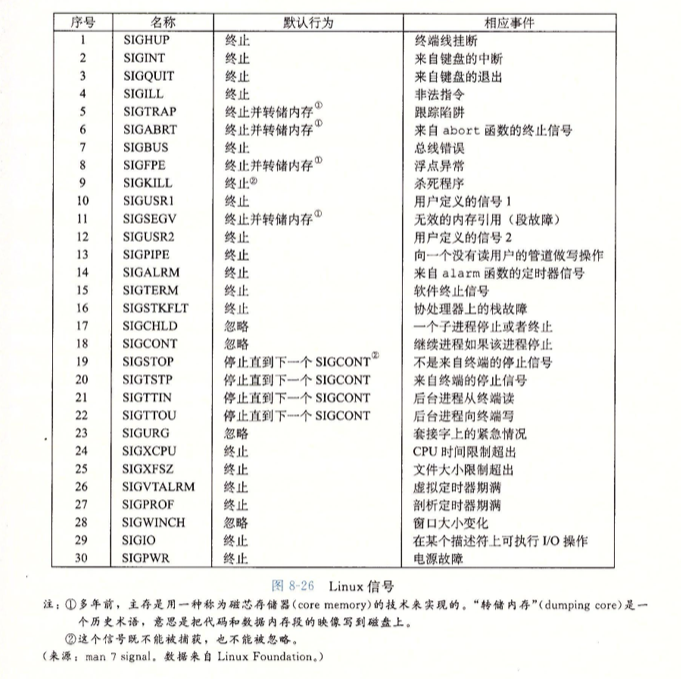 序号 名称 默认行为 相应事件
1 SIGHUP 终止 终端线挂断
2 SIGINT 终止 来自键盘的中断
3 SIGQUIT 终止 来自键盘的退出
4 SIGILL 终止 非法指令
5 SIGTRAP 终止并转储内存① 跟踪陷阱
6 SIGABRT 终止并转储内存① 来自 abort 函数的终止信号
7 SIGBUS 终止 总线错误
8 SIGFPE 终止并转储内存① 浮点异常
9 SIGKILL 终止② 杀死程序
10 SIGUSR1 终止 用户定义的信号 1
11 SIGSEGV 终止并转储内存① 无效的内存引用（段故障）
12 SIGUSR2 终止 用户定义的信号 2
13 SIGPIPE 终止 向一个没有读用户的管道做写操作
14 SIGALRM 终止 来自 alarm 函数的定时器信号
15 SIGTERM 终止 软件终止信号
16 SIGSTKFLT 终止 协处理器上的栈故障
17 SIGCHLD 忽略 一个子进程停止或者终止
18 SIGCONT 忽略 继续进程如果该进程停止
19 SIGSTOP 停止直到下一个 SIGCONT② 不是来自终端的停止信号
20 SIGTSTP 停止直到下一个 SIGCONT 来自终端的停止信号
21 SIGTTIN 停止直到下一个 SIGCONT 后台进程从终端读
22 SIGTTOU 停止直到下一个 SIGCONT 后台进程向终端写
23 SIGURG 忽略 套接字上的紧急情况
24 SIGXCPU 终止 CPU 时间限制超出
25 SIGXFSZ 终止 文件大小限制超出
26 SIGVTALRM 终止 虚拟定时器期满
27 SIGPROF 终止 剖析定时器期满
28 SIGWINCH 忽略 窗口大小变化
29 SIGIO 终止 在某个描述符上可执行 I/O 操作
30 SIGPWR 终止 电源故障
图 8-26 Linux 信号
注：①多年前，主存是用一种称为磁芯存储器(core memory)的技术来实现的。“转储内存”(dumping core)是一
个历史术语，意思是把代码和数据内存段的映像写到磁盘上。
②这个信号既不能被捕获，也不能被忽略。
(来源：man 7 signal。数据来自 Linux Foundation。)